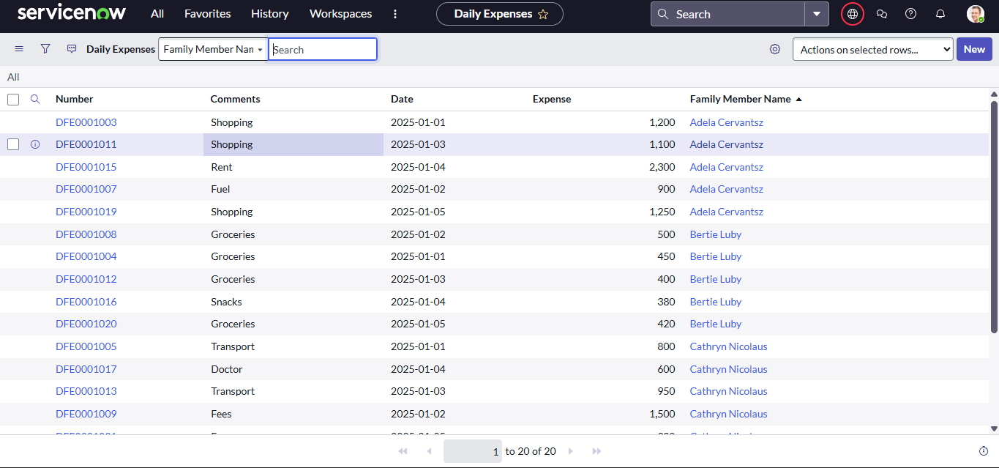 servicenow All Favorites History Workspaces Daily Expenses Search
Daily Expenses Family Member Nan Search Actions on selected rows... New
All
Number Comments Date Expense Family Member Name
DFE0001003 Shopping 2025-01-01 1,200 Adela Cervantsz
DFE0001011 Shopping 2025-01-03 1,100 Adela Cervantsz
DFE0001015 Rent 2025-01-04 2,300 Adela Cervantsz
DFE0001007 Fuel 2025-01-02 900 Adela Cervantsz
DFE0001019 Shopping 2025-01-05 1,250 Adela Cervantsz
DFE0001008 Groceries 2025-01-02 500 Bertie Luby
DFE0001004 Groceries 2025-01-01 450 Bertie Luby
DFE0001012 Groceries 2025-01-03 400 Bertie Luby
DFE0001016 Snacks 2025-01-04 380 Bertie Luby
DFE0001020 Groceries 2025-01-05 420 Bertie Luby
DFE0001005 Transport 2025-01-01 800 Cathryn Nicolaus
DFE0001017 Doctor 2025-01-04 600 Cathryn Nicolaus
DFE0001013 Transport 2025-01-03 950 Cathryn Nicolaus
DFE0001009 Fees 2025-01-02 1,500 Cathryn Nicolaus
1 to 20 of 20